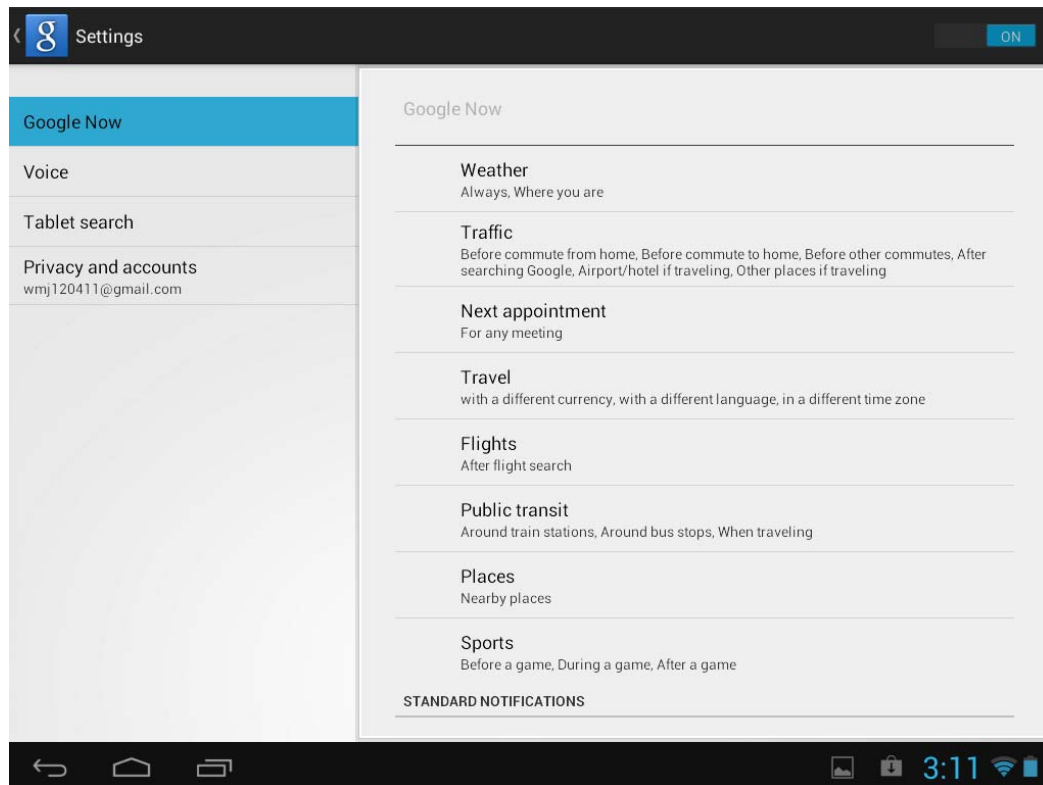 g Settings
ON
Google Now
Voice
Tablet search
Privacy and accounts
wmj120411@gmail.com
Google Now
Weather
Always, Where you are
Traffic
Before commute from home, Before commute to home, Before other commutes, After
searching Google, Airport/hotel if traveling, Other places if traveling
Next appointment
For any meeting
Travel
with a different currency, with a different language, in a different time zone
Flights
After flight search
Public transit
Around train stations, Around bus stops, When traveling
Places
Nearby places
Sports
Before a game, During a game, After a game
STANDARD NOTIFICATIONS
3:11